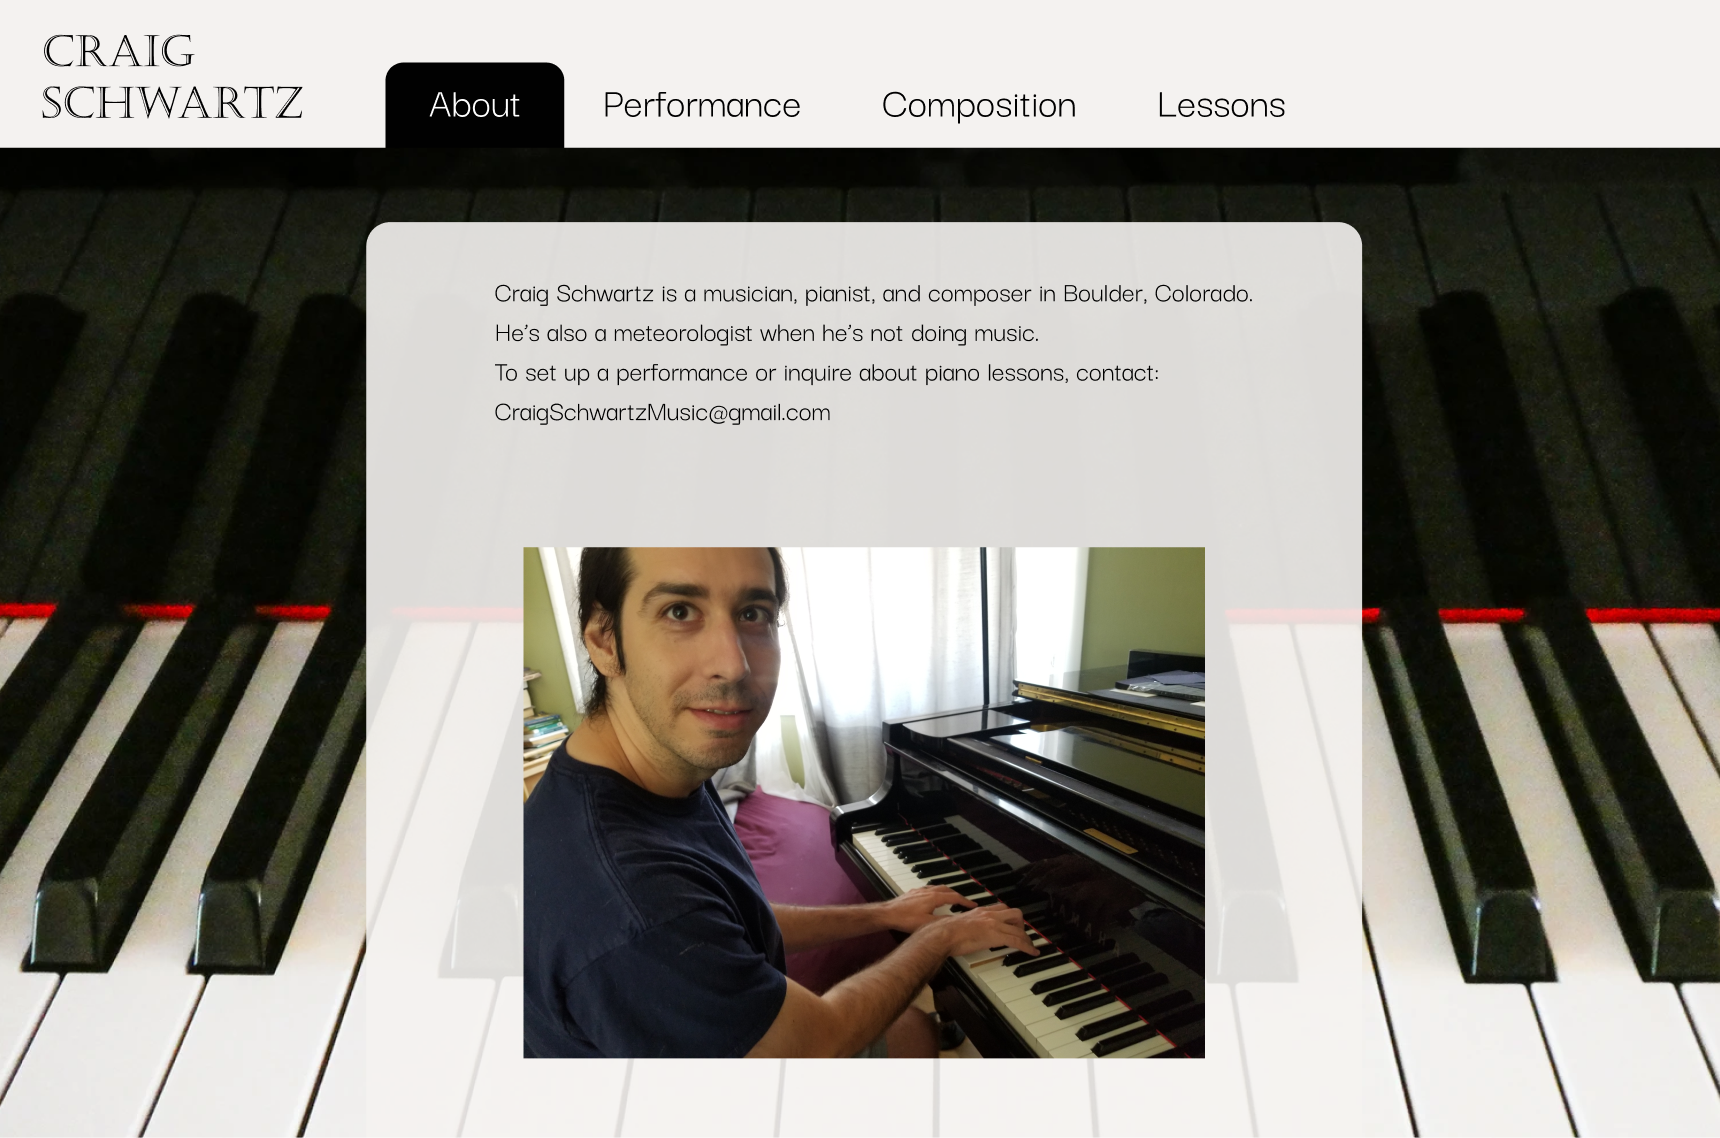 CRAIG
SCHWARTZ
About
Performance
Composition
Lessons
Craig Schwartz is a musician, pianist, and composer in Boulder, Colorado.
He’s also a meteorologist when he’s not doing music.
To set up a performance or inquire about piano lessons, contact:
CraigSchwartzMusic@gmail.com